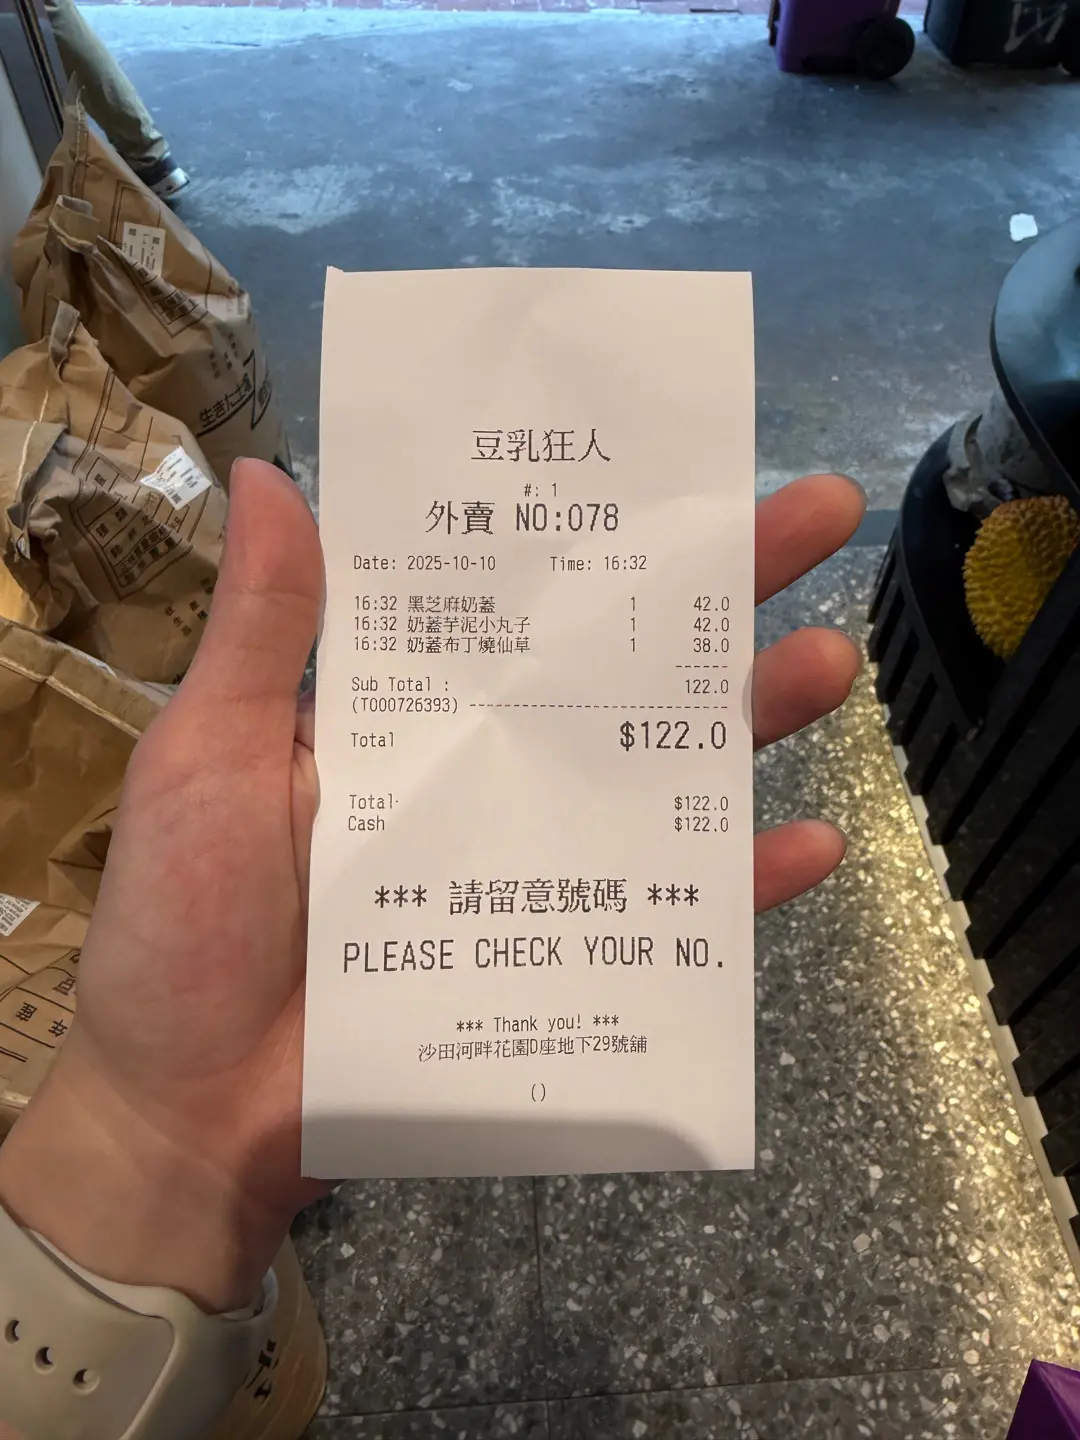 豆乳狂人
#: 1
外賣 NO:078
Date: 2025-10-10 Time: 16:32
16:32 黑芝麻奶蓋 1 42.0
16:32 奶蓋芋泥小丸子 1 42.0
16:32 奶蓋布丁燒仙草 1 38.0
------
Sub Total : 122.0
(T000726393) -----------------------------
Total $122.0
Total $122.0
Cash $122.0
*** 請留意號碼 ***
PLEASE CHECK YOUR NO.
*** Thank you! ***
沙田河畔花園D座地下29號舖
()
生きた土